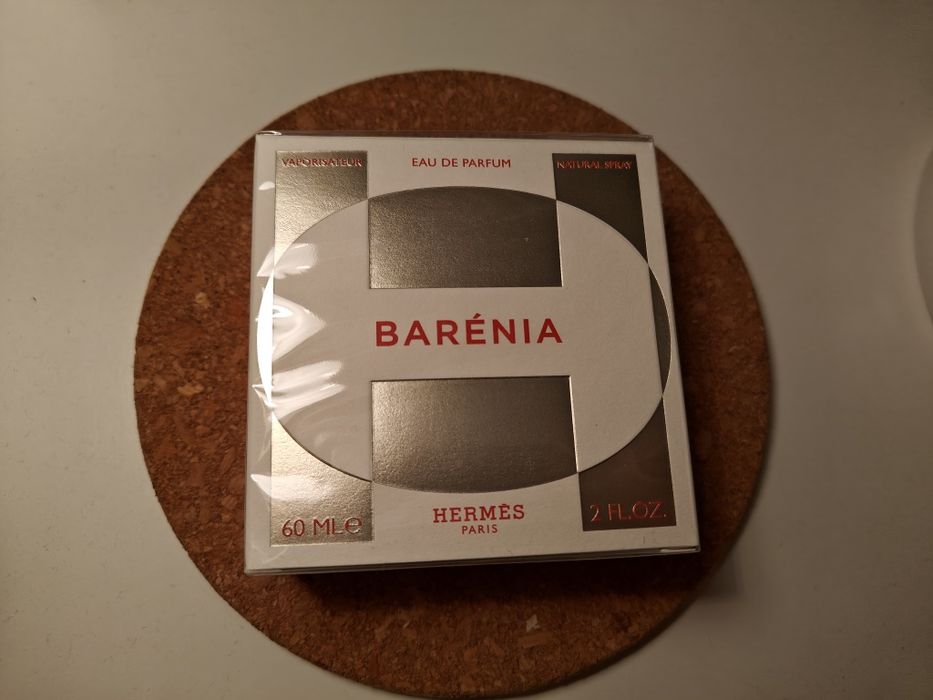 VAPORISATEUR
EAU DE PARFUM
NATURAL SPRAY
BARÉNIA
60 ML℮
HERMÈS
PARIS
2 FL.OZ.